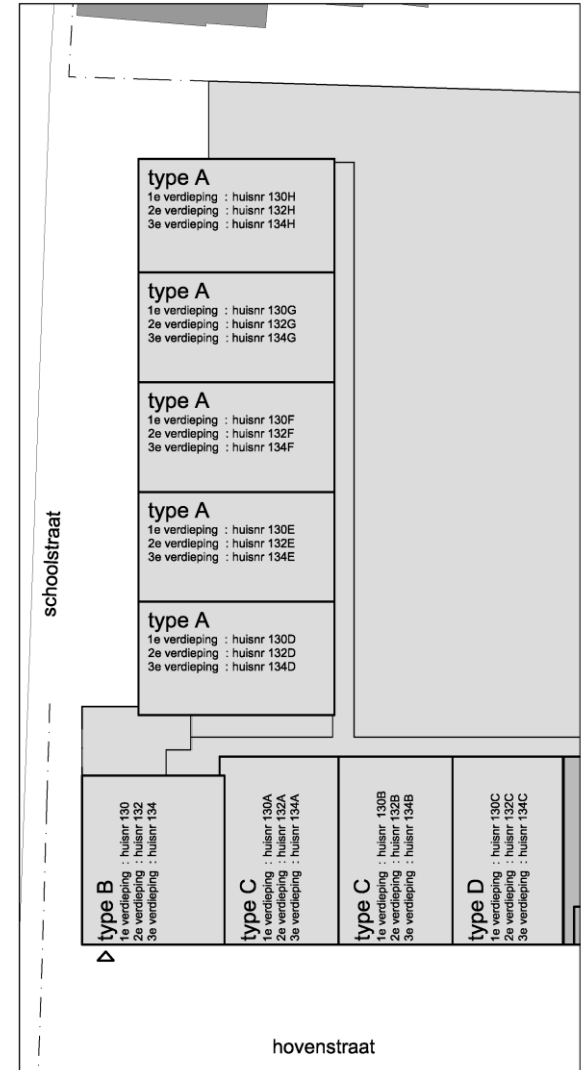 type A
1e verdieping : huisnr 130H
2e verdieping : huisnr 132H
3e verdieping : huisnr 134H
type A
1e verdieping : huisnr 130G
2e verdieping : huisnr 132G
3e verdieping : huisnr 134G
type A
1e verdieping : huisnr 130F
2e verdieping : huisnr 132F
3e verdieping : huisnr 134F
type A
1e verdieping : huisnr 130E
2e verdieping : huisnr 132E
3e verdieping : huisnr 134E
type A
1e verdieping : huisnr 130D
2e verdieping : huisnr 132D
3e verdieping : huisnr 134D
schoolstraat
type B
1e verdieping : huisnr 130
2e verdieping : huisnr 132
3e verdieping : huisnr 134
type C
1e verdieping : huisnr 130A
2e verdieping : huisnr 132A
3e verdieping : huisnr 134A
type C
1e verdieping : huisnr 130B
2e verdieping : huisnr 132B
3e verdieping : huisnr 134B
type D
1e verdieping : huisnr 130C
2e verdieping : huisnr 132C
3e verdieping : huisnr 134C
hovenstraat